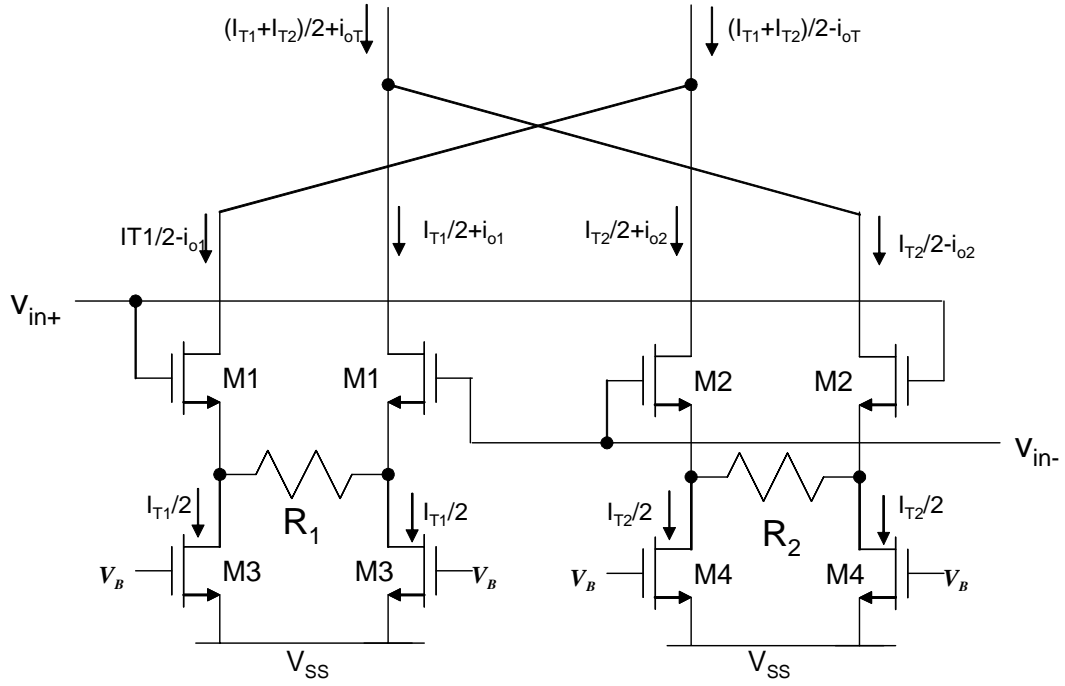 (I_T1+I_T2)/2+i_oT
(I_T1+I_T2)/2-i_oT
IT1/2-i_o1
I_T1/2+i_o1
I_T2/2+i_o2
I_T2/2-i_o2
V_in+
M1
M1
M2
M2
V_in-
I_T1/2
R_1
I_T1/2
I_T2/2
R_2
I_T2/2
V_B
M3
M3
V_B
V_B
M4
M4
V_B
V_SS
V_SS